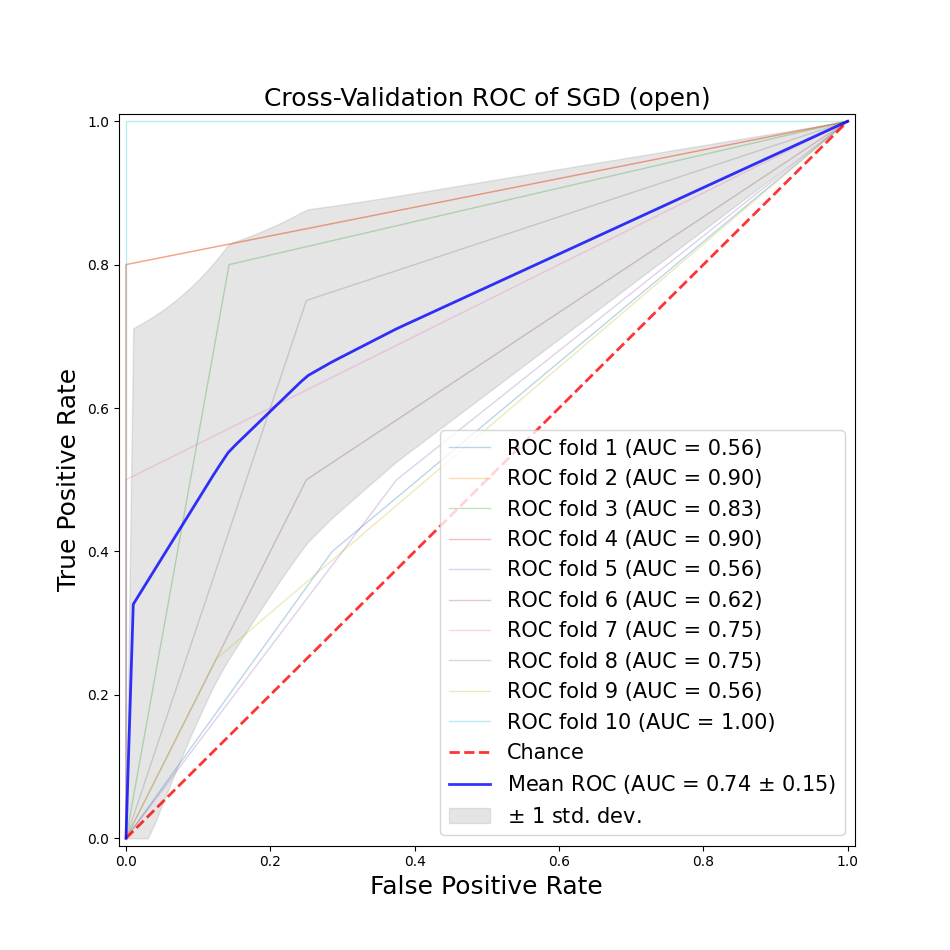 Cross-Validation ROC of SGD (open)
1.0
0.8
0.6
0.4
0.2
0.0
True Positive Rate
ROC fold 1 (AUC = 0.56)
ROC fold 2 (AUC = 0.90)
ROC fold 3 (AUC = 0.83)
ROC fold 4 (AUC = 0.90)
ROC fold 5 (AUC = 0.56)
ROC fold 6 (AUC = 0.62)
ROC fold 7 (AUC = 0.75)
ROC fold 8 (AUC = 0.75)
ROC fold 9 (AUC = 0.56)
ROC fold 10 (AUC = 1.00)
Chance
Mean ROC (AUC = 0.74 ± 0.15)
± 1 std. dev.
0.0 0.2 0.4 0.6 0.8 1.0
False Positive Rate